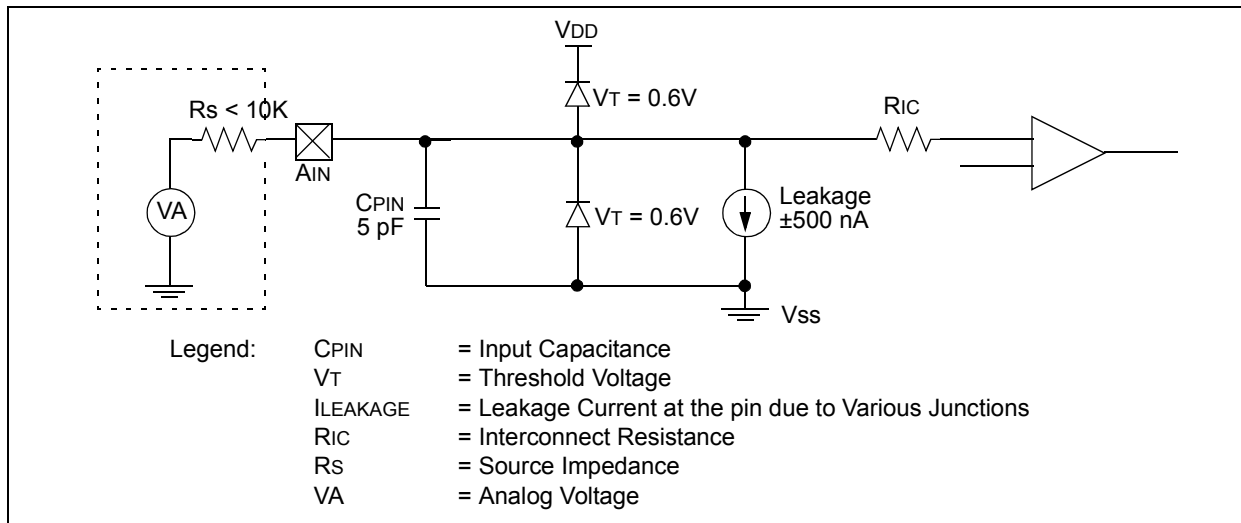 VDD
Rs < 10K
VT = 0.6V
RIC
AIN
VA
CPIN
5 pF
VT = 0.6V
Leakage
±500 nA
Vss
Legend:
CPIN = Input Capacitance
VT = Threshold Voltage
ILEAKAGE = Leakage Current at the pin due to Various Junctions
RIC = Interconnect Resistance
RS = Source Impedance
VA = Analog Voltage